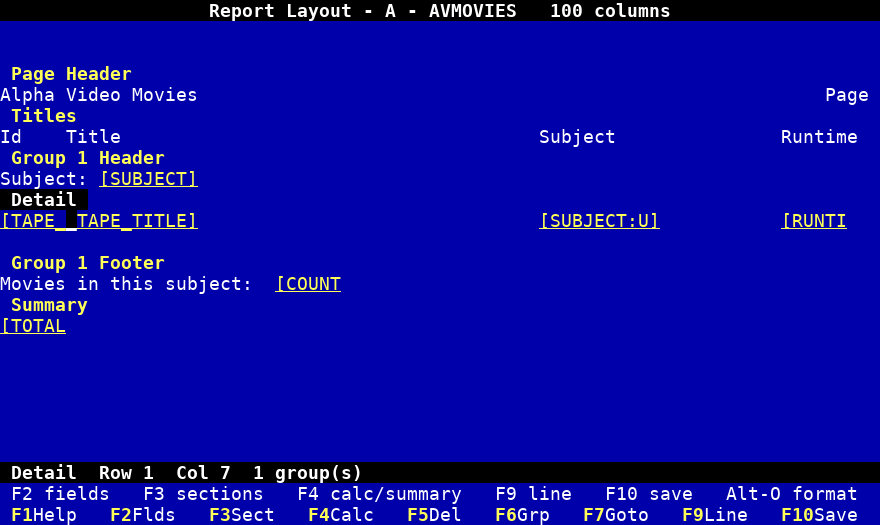 Report Layout - A - AVMOVIES   100 columns
Page Header
Alpha Video Movies                                                         Page
Titles
Id    Title                                      Subject               Runtime
Group 1 Header
Subject: [SUBJECT]
Detail
[TAPE_ TAPE_TITLE]                               [SUBJECT:U]           [RUNTI
Group 1 Footer
Movies in this subject:  [COUNT
Summary
[TOTAL
Detail  Row 1  Col 7  1 group(s)
F2 fields   F3 sections   F4 calc/summary   F9 line   F10 save   Alt-O format
F1Help   F2Flds   F3Sect   F4Calc   F5Del   F6Grp   F7Goto   F9Line   F10Save